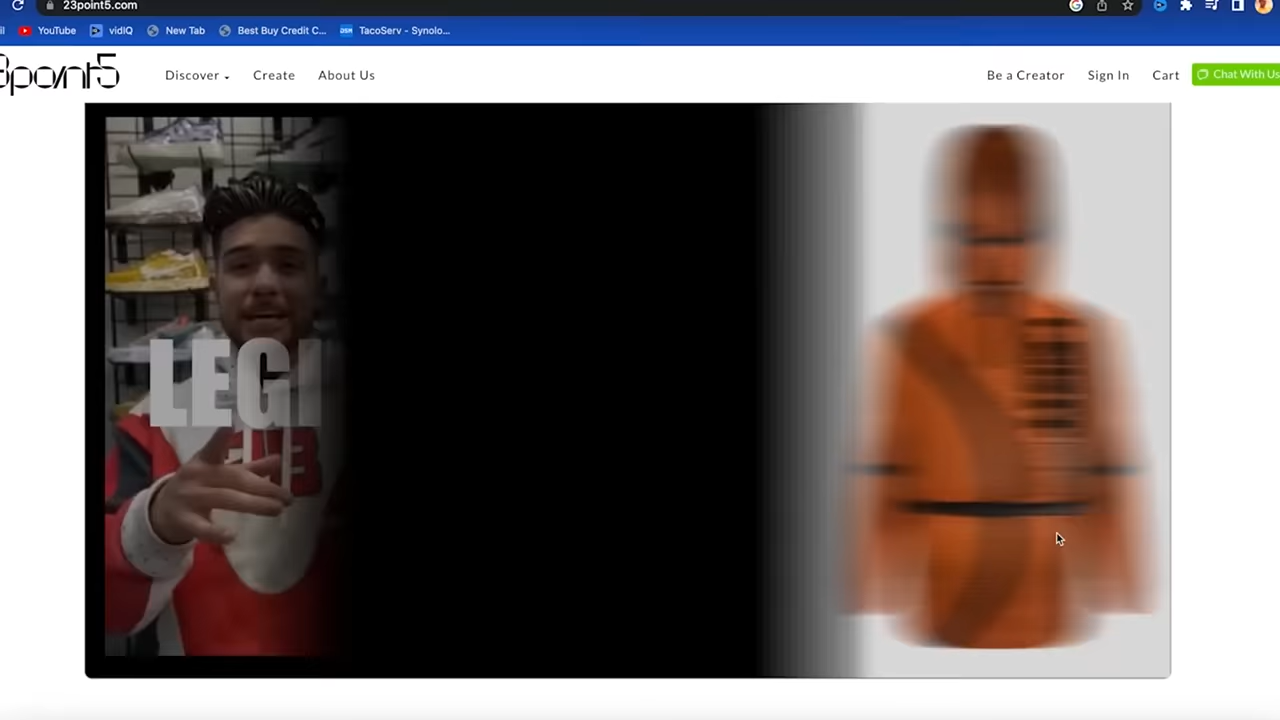 23point5.com
YouTube
vidIQ
New Tab
Best Buy Credit C...
TacoServ - Synolo...
3point5
Discover
Create
About Us
Be a Creator
Sign In
Cart
Chat With Us
LEGI